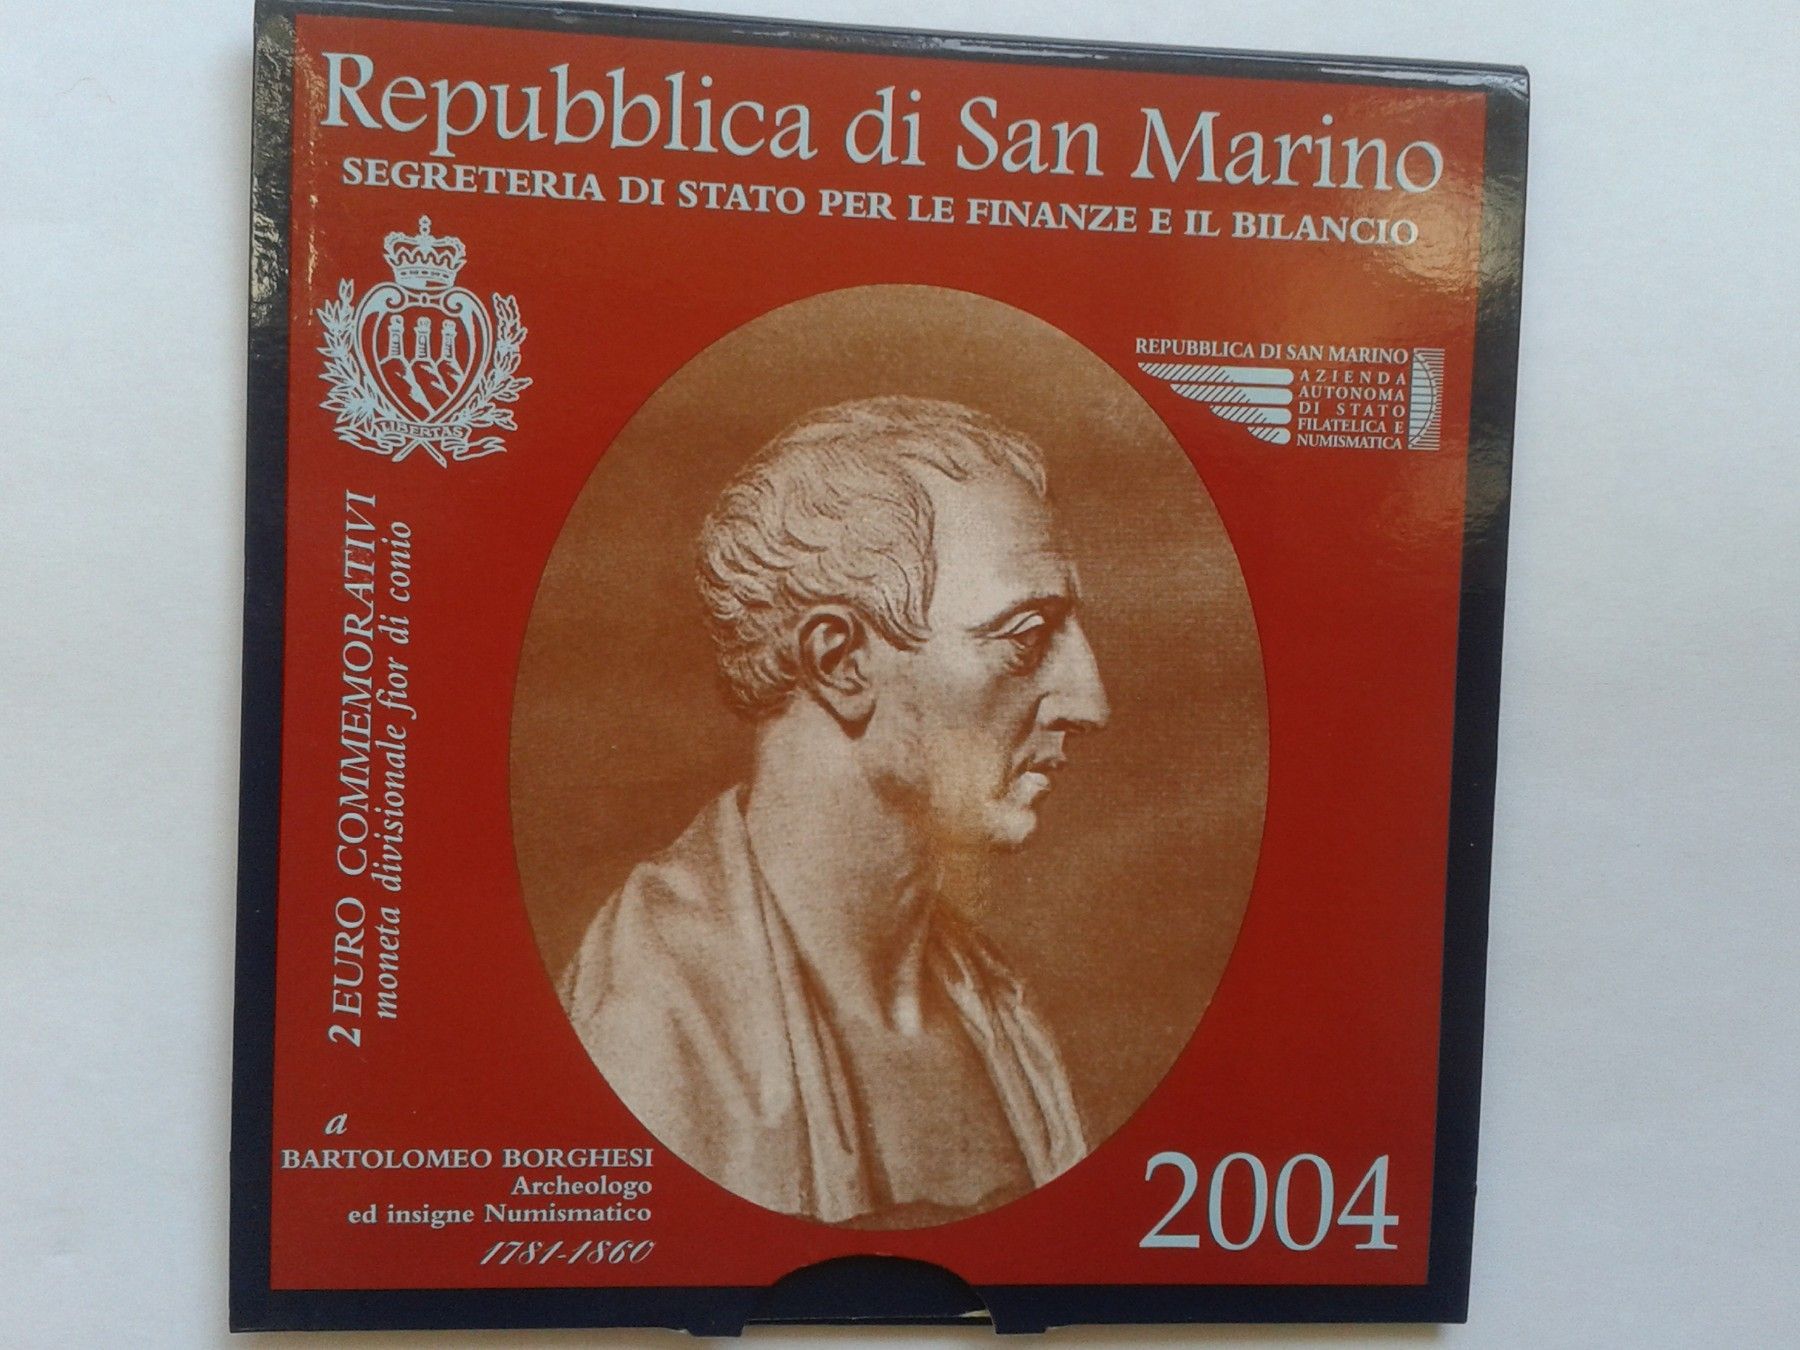 Repubblica di San Marino
SEGRETERIA DI STATO PER LE FINANZE E IL BILANCIO
LIBERTAS
REPUBBLICA DI SAN MARINO
AZIENDA
AUTONOMA
DI STATO
FILATELICA E
NUMISMATICA
2 EURO COMMEMORATIVI
moneta divisionale fior di conio
a
BARTOLOMEO BORGHESI
Archeologo
ed insigne Numismatico
1781-1860
2004